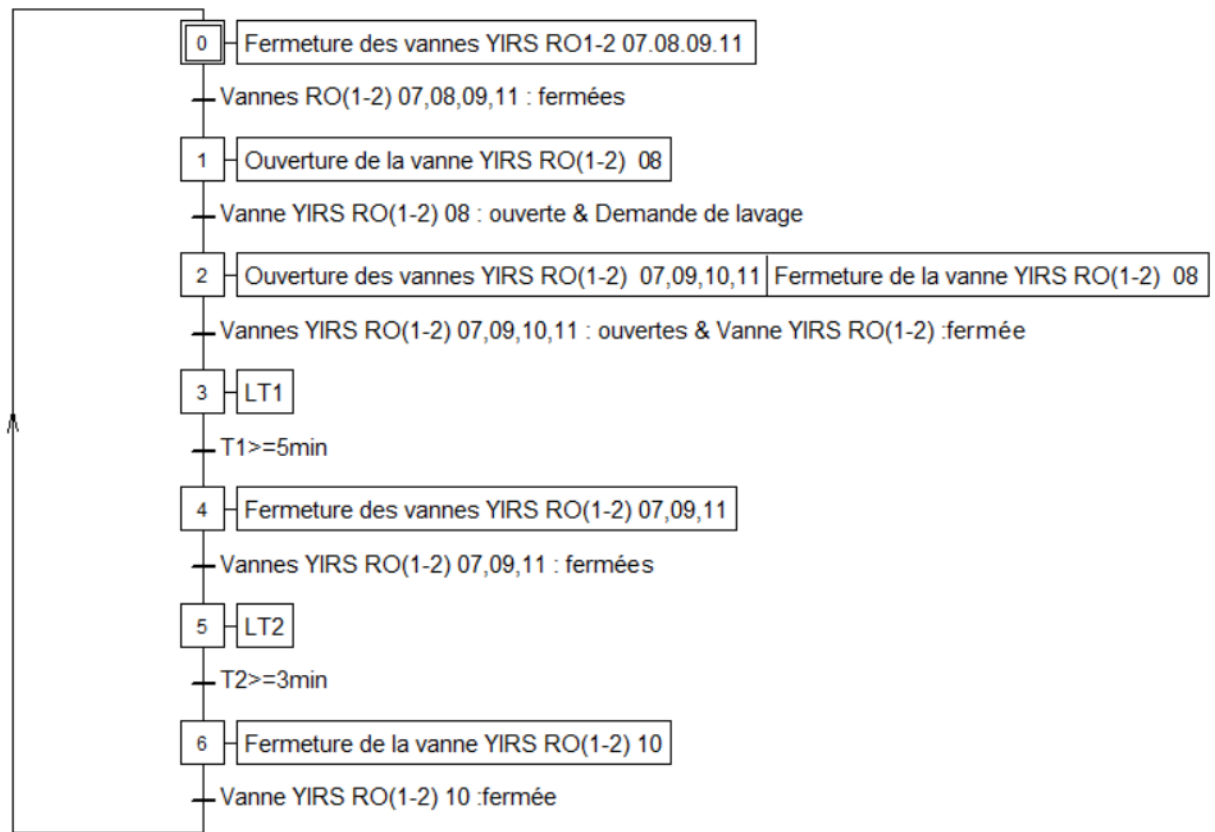 0 Fermeture des vannes YIRS RO1-2 07.08.09.11
Vannes RO(1-2) 07,08,09,11 : fermées
1 Ouverture de la vanne YIRS RO(1-2) 08
Vanne YIRS RO(1-2) 08 : ouverte & Demande de lavage
2 Ouverture des vannes YIRS RO(1-2) 07,09,10,11 Fermeture de la vanne YIRS RO(1-2) 08
Vannes YIRS RO(1-2) 07,09,10,11 : ouvertes & Vanne YIRS RO(1-2) :fermée
3 LT1
T1>=5min
4 Fermeture des vannes YIRS RO(1-2) 07,09,11
Vannes YIRS RO(1-2) 07,09,11 : fermées
5 LT2
T2>=3min
6 Fermeture de la vanne YIRS RO(1-2) 10
Vanne YIRS RO(1-2) 10 :fermée